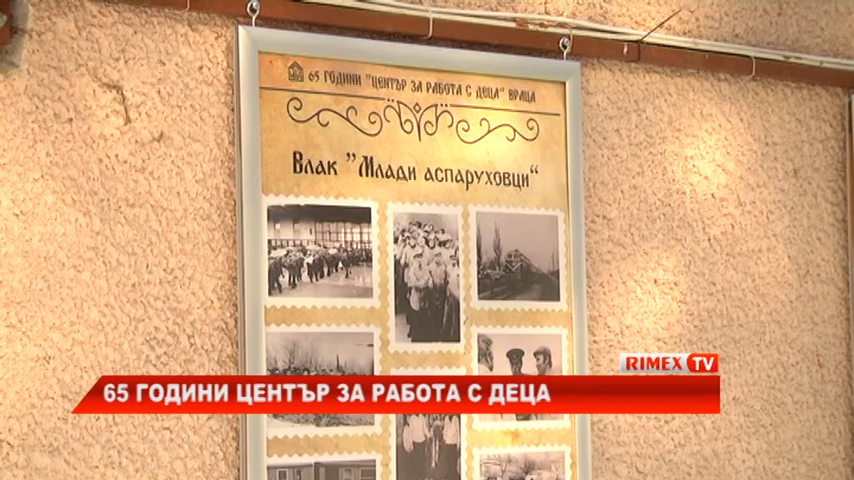 65 ГОДИНИ "ЦЕНТЪР ЗА РАБОТА С ДЕЦА" ВРАЦА
Влак "Млади аспаруховци"
RIMEX TV
65 ГОДИНИ ЦЕНТЪР ЗА РАБОТА С ДЕЦА